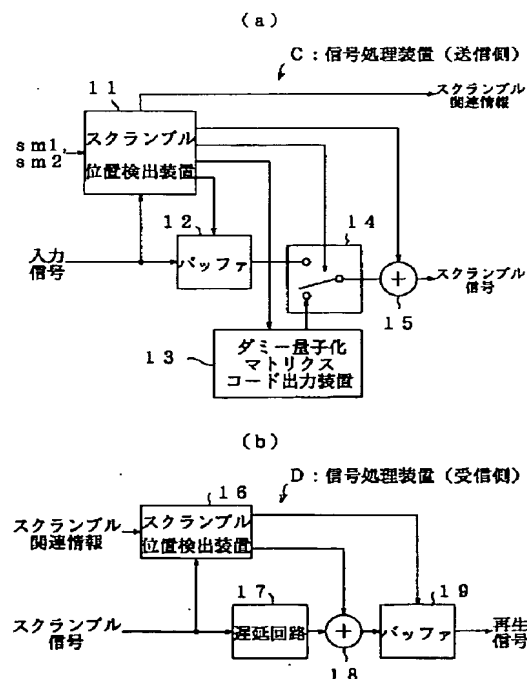 (a)
C:信号処理装置(送信側)
11
スクランブル
関連情報
sm1,
sm2
スクランブル
位置検出装置
12
14
入力
信号
バッファ
スクランブル
信号
15
13
ダミー量子化
マトリクス
コード出力装置
(b)
D:信号処理装置(受信側)
16
スクランブル
関連情報
スクランブル
位置検出装置
17
19
スクランブル
信号
遅延回路
バッファ
再生
信号
18